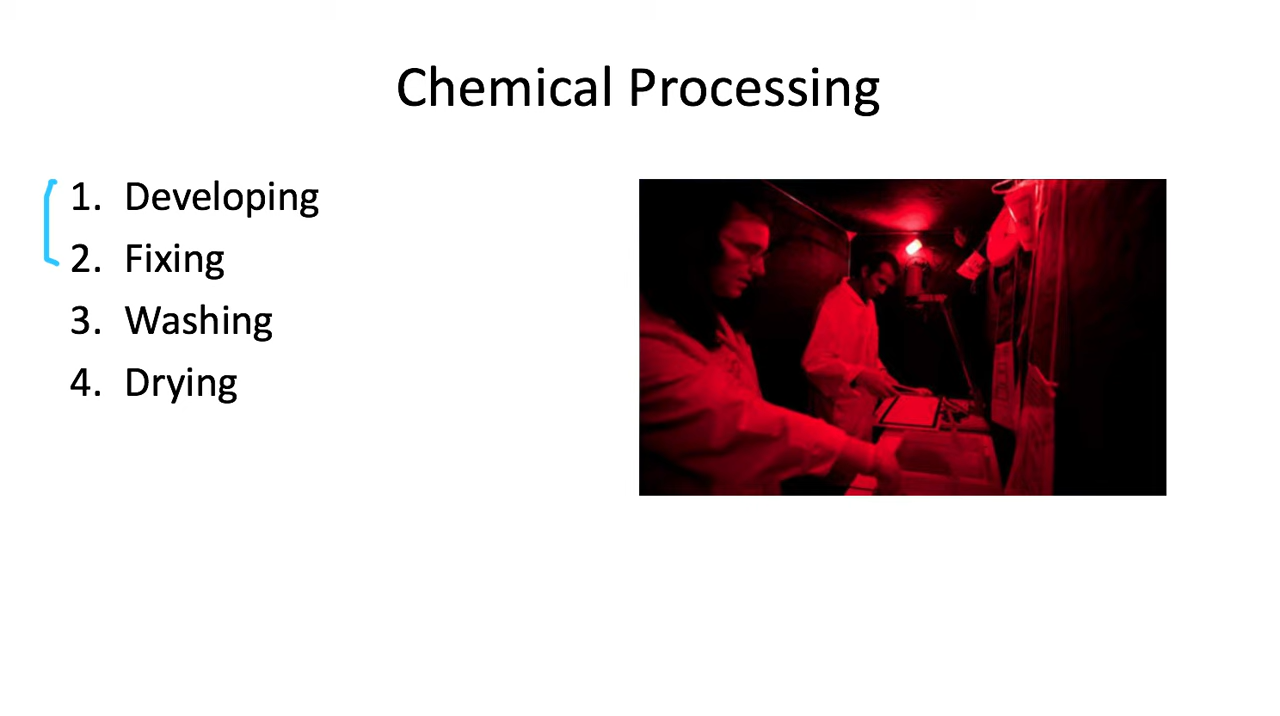 Chemical Processing
1. Developing
2. Fixing
3. Washing
4. Drying